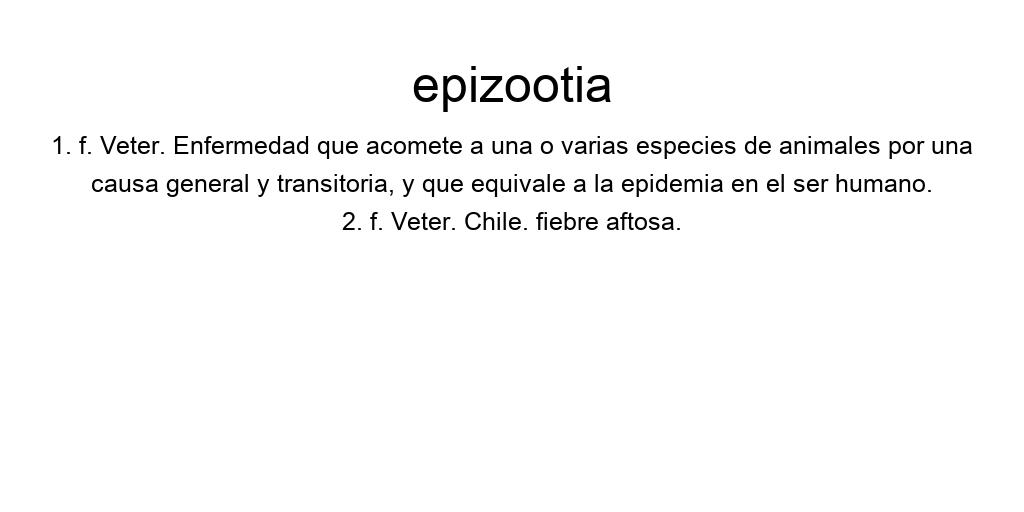 epizootia
1. f. Veter. Enfermedad que acomete a una o varias especies de animales por una
causa general y transitoria, y que equivale a la epidemia en el ser humano.
2. f. Veter. Chile. fiebre aftosa.